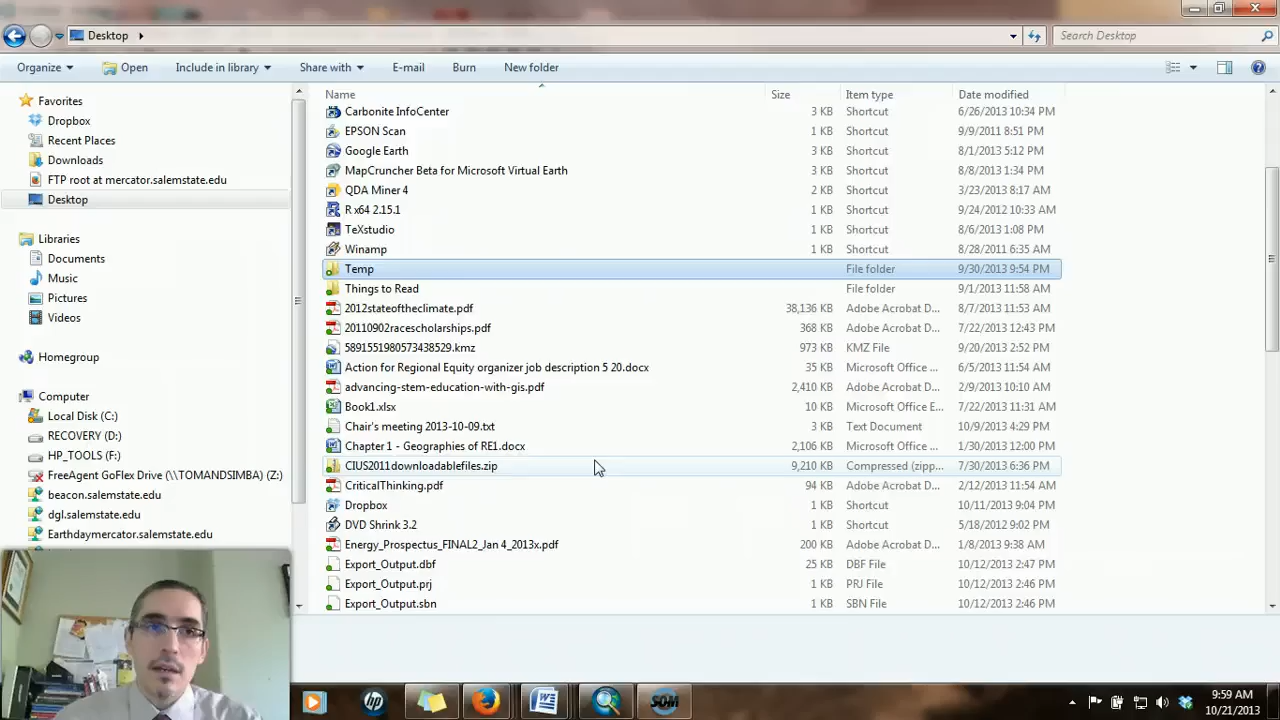 Desktop
Search Desktop
Organize Open Include in library Share with E-mail Burn New folder
Name Size Item type Date modified
Favorites
Dropbox
Recent Places
Downloads
FTP root at mercator.salemstate.edu
Desktop
Libraries
Documents
Music
Pictures
Videos
Homegroup
Computer
Local Disk (C:)
RECOVERY (D:)
HP_TOOLS (F:)
FreeAgent GoFlex Drive (\\TOMANDSIMBA) (Z:)
beacon.salemstate.edu
dgl.salemstate.edu
Earthdaymercator.salemstate.edu
Carbonite InfoCenter 3 KB Shortcut 6/26/2013 10:34 PM
EPSON Scan 1 KB Shortcut 9/9/2011 8:51 PM
Google Earth 3 KB Shortcut 8/1/2013 5:12 PM
MapCruncher Beta for Microsoft Virtual Earth 3 KB Shortcut 8/8/2013 1:34 PM
QDA Miner 4 2 KB Shortcut 3/23/2013 8:17 AM
R x64 2.15.1 1 KB Shortcut 9/24/2012 10:33 AM
TeXstudio 1 KB Shortcut 8/6/2013 1:08 PM
Winamp 1 KB Shortcut 8/28/2011 6:35 AM
Temp File folder 9/30/2013 9:54 PM
Things to Read File folder 9/1/2013 11:58 AM
2012stateoftheclimate.pdf 38,136 KB Adobe Acrobat D... 8/7/2013 11:53 AM
20110902racescholarships.pdf 368 KB Adobe Acrobat D... 7/22/2013 12:43 PM
5891551980573438529.kmz 973 KB KMZ File 9/20/2013 2:52 PM
Action for Regional Equity organizer job description 5 20.docx 35 KB Microsoft Office ... 6/5/2013 11:54 AM
advancing-stem-education-with-gis.pdf 2,410 KB Adobe Acrobat D... 2/9/2013 10:10 AM
Book1.xlsx 10 KB Microsoft Office E... 7/22/2013 11:31 AM
Chair's meeting 2013-10-09.txt 3 KB Text Document 10/9/2013 4:29 PM
Chapter 1 - Geographies of RE1.docx 2,106 KB Microsoft Office ... 1/30/2013 12:00 PM
CIUS2011downloadablefiles.zip 9,210 KB Compressed (zipp... 7/30/2013 6:36 PM
CriticalThinking.pdf 94 KB Adobe Acrobat D... 2/12/2013 11:54 AM
Dropbox 1 KB Shortcut 10/11/2013 9:04 PM
DVD Shrink 3.2 1 KB Shortcut 5/18/2012 9:02 PM
Energy_Prospectus_FINAL2_Jan 4_2013x.pdf 200 KB Adobe Acrobat D... 1/8/2013 9:38 AM
Export_Output.dbf 25 KB DBF File 10/12/2013 2:47 PM
Export_Output.prj 1 KB PRJ File 10/12/2013 2:46 PM
Export_Output.sbn 1 KB SBN File 10/12/2013 2:46 PM
hp
SOM
9:59 AM
10/21/2013